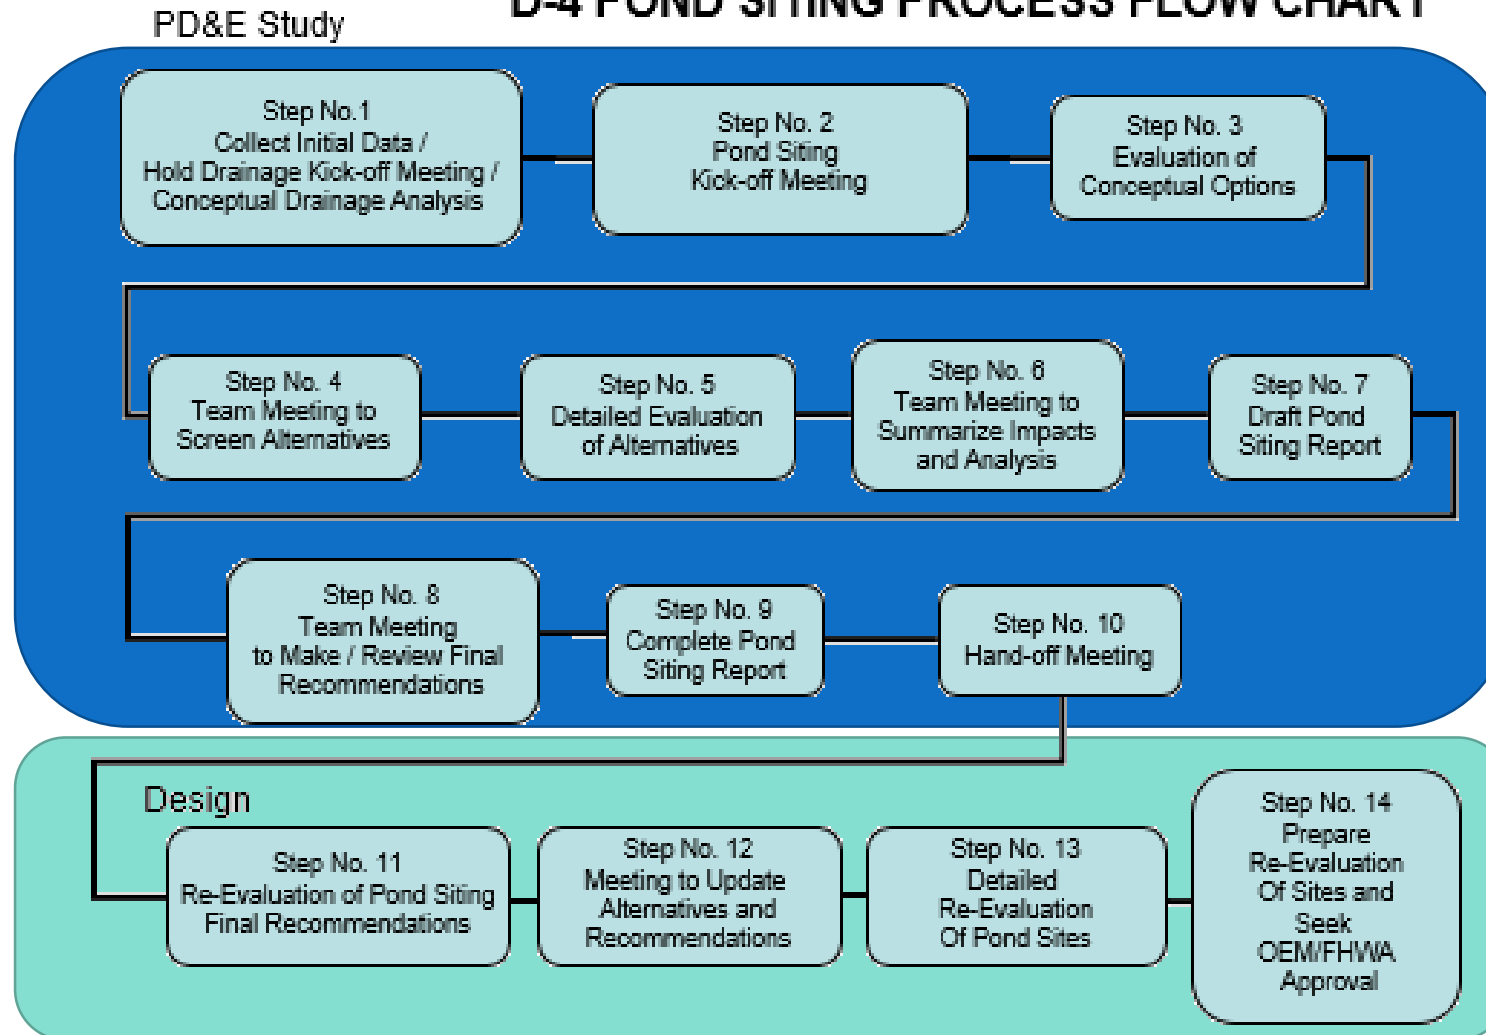 D-4 POND SITING PROCESS FLOW CHART
PD&E Study
Step No.1
Collect Initial Data /
Hold Drainage Kick-off Meeting /
Conceptual Drainage Analysis
Step No. 2
Pond Siting
Kick-off Meeting
Step No. 3
Evaluation of
Conceptual Options
Step No. 4
Team Meeting to
Screen Alternatives
Step No. 5
Detailed Evaluation
of Alternatives
Step No. 6
Team Meeting to
Summarize Impacts
and Analysis
Step No. 7
Draft Pond
Siting Report
Step No. 8
Team Meeting
to Make / Review Final
Recommendations
Step No. 9
Complete Pond
Siting Report
Step No. 10
Hand-off Meeting
Design
Step No. 11
Re-Evaluation of Pond Siting
Final Recommendations
Step No. 12
Meeting to Update
Alternatives and
Recommendations
Step No. 13
Detailed
Re-Evaluation
Of Pond Sites
Step No. 14
Prepare
Re-Evaluation
Of Sites and
Seek
OEM/FHWA
Approval